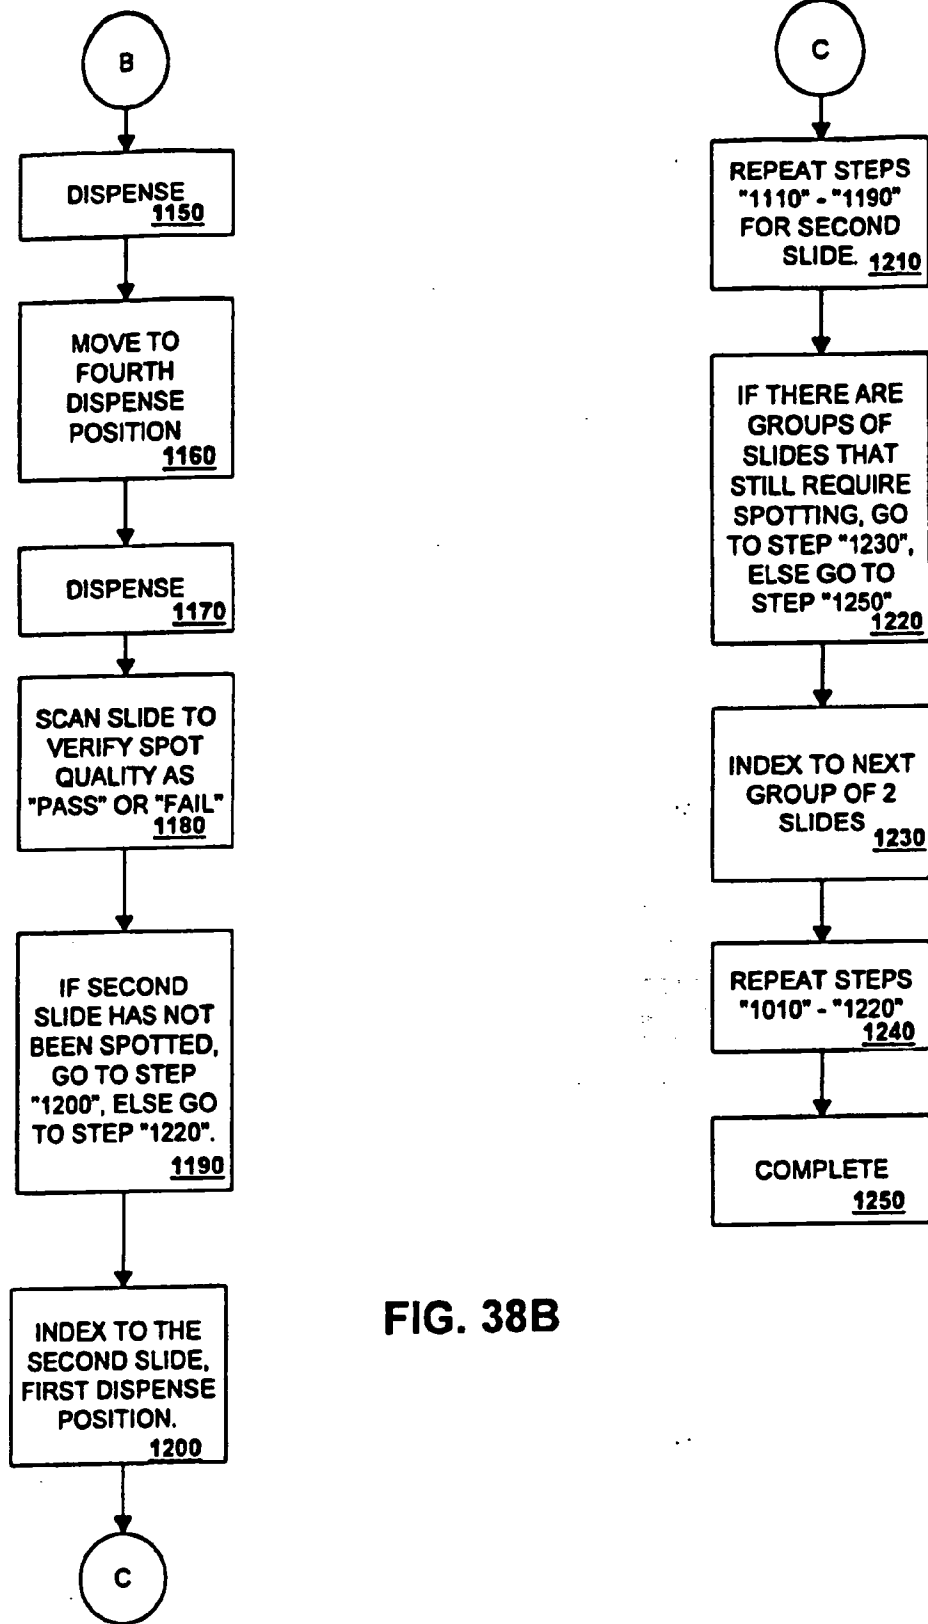 B
DISPENSE
1150
MOVE TO
FOURTH
DISPENSE
POSITION
1160
DISPENSE
1170
SCAN SLIDE TO
VERIFY SPOT
QUALITY AS
"PASS" OR "FAIL"
1180
IF SECOND
SLIDE HAS NOT
BEEN SPOTTED,
GO TO STEP
"1200", ELSE GO
TO STEP "1220".
1190
INDEX TO THE
SECOND SLIDE,
FIRST DISPENSE
POSITION.
1200
C
C
REPEAT STEPS
"1110" - "1190"
FOR SECOND
SLIDE.
1210
IF THERE ARE
GROUPS OF
SLIDES THAT
STILL REQUIRE
SPOTTING, GO
TO STEP "1230",
ELSE GO TO
STEP "1250"
1220
INDEX TO NEXT
GROUP OF 2
SLIDES
1230
REPEAT STEPS
"1010" - "1220"
1240
COMPLETE
1250
FIG. 38B